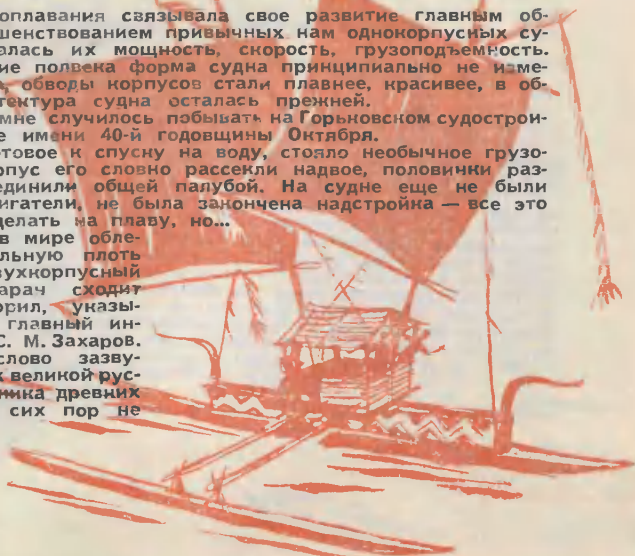 оплавания связывала свое развитие главным об-
шенствованием привычных нам однокорпусных су-
алась их мощность, скорость, грузоподъемность.
ие полвека форма судна принципиально не изме-
, обводы корпусов стали плавнее, красивее, в об-
тектура судна осталась прежней.
мне случилось побывать на Горьковском судострои-
е имени 40-й годовщины Октября.
товое к спуску на воду, стояло необычное грузо-
рпус его словно рассекли надвое, половинки раз-
единили общей палубой. На судне еще не были
игатели, не была закончена надстройка — все это
делать на плаву, но...
в мире обле-
льную плоть
вухкорпусный
арач сходит
орил, указы-
главный ин-
С. М. Захаров.
слово зазву-
к великой рус-
ника древних
сих пор не